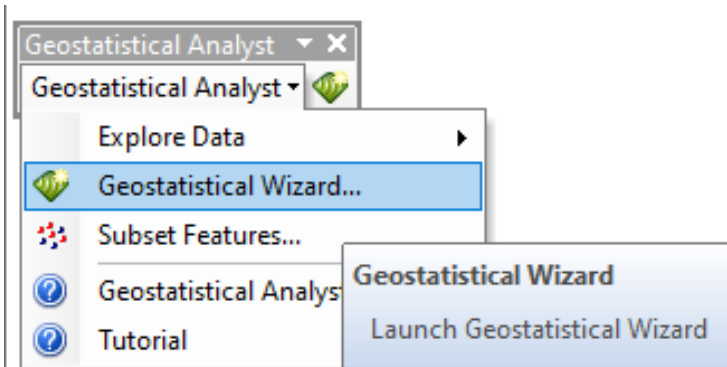 Geostatistical Analyst
Geostatistical Analyst
Explore Data
Geostatistical Wizard...
Subset Features...
Geostatistical Analyst
Tutorial
Geostatistical Wizard
Launch Geostatistical Wizard